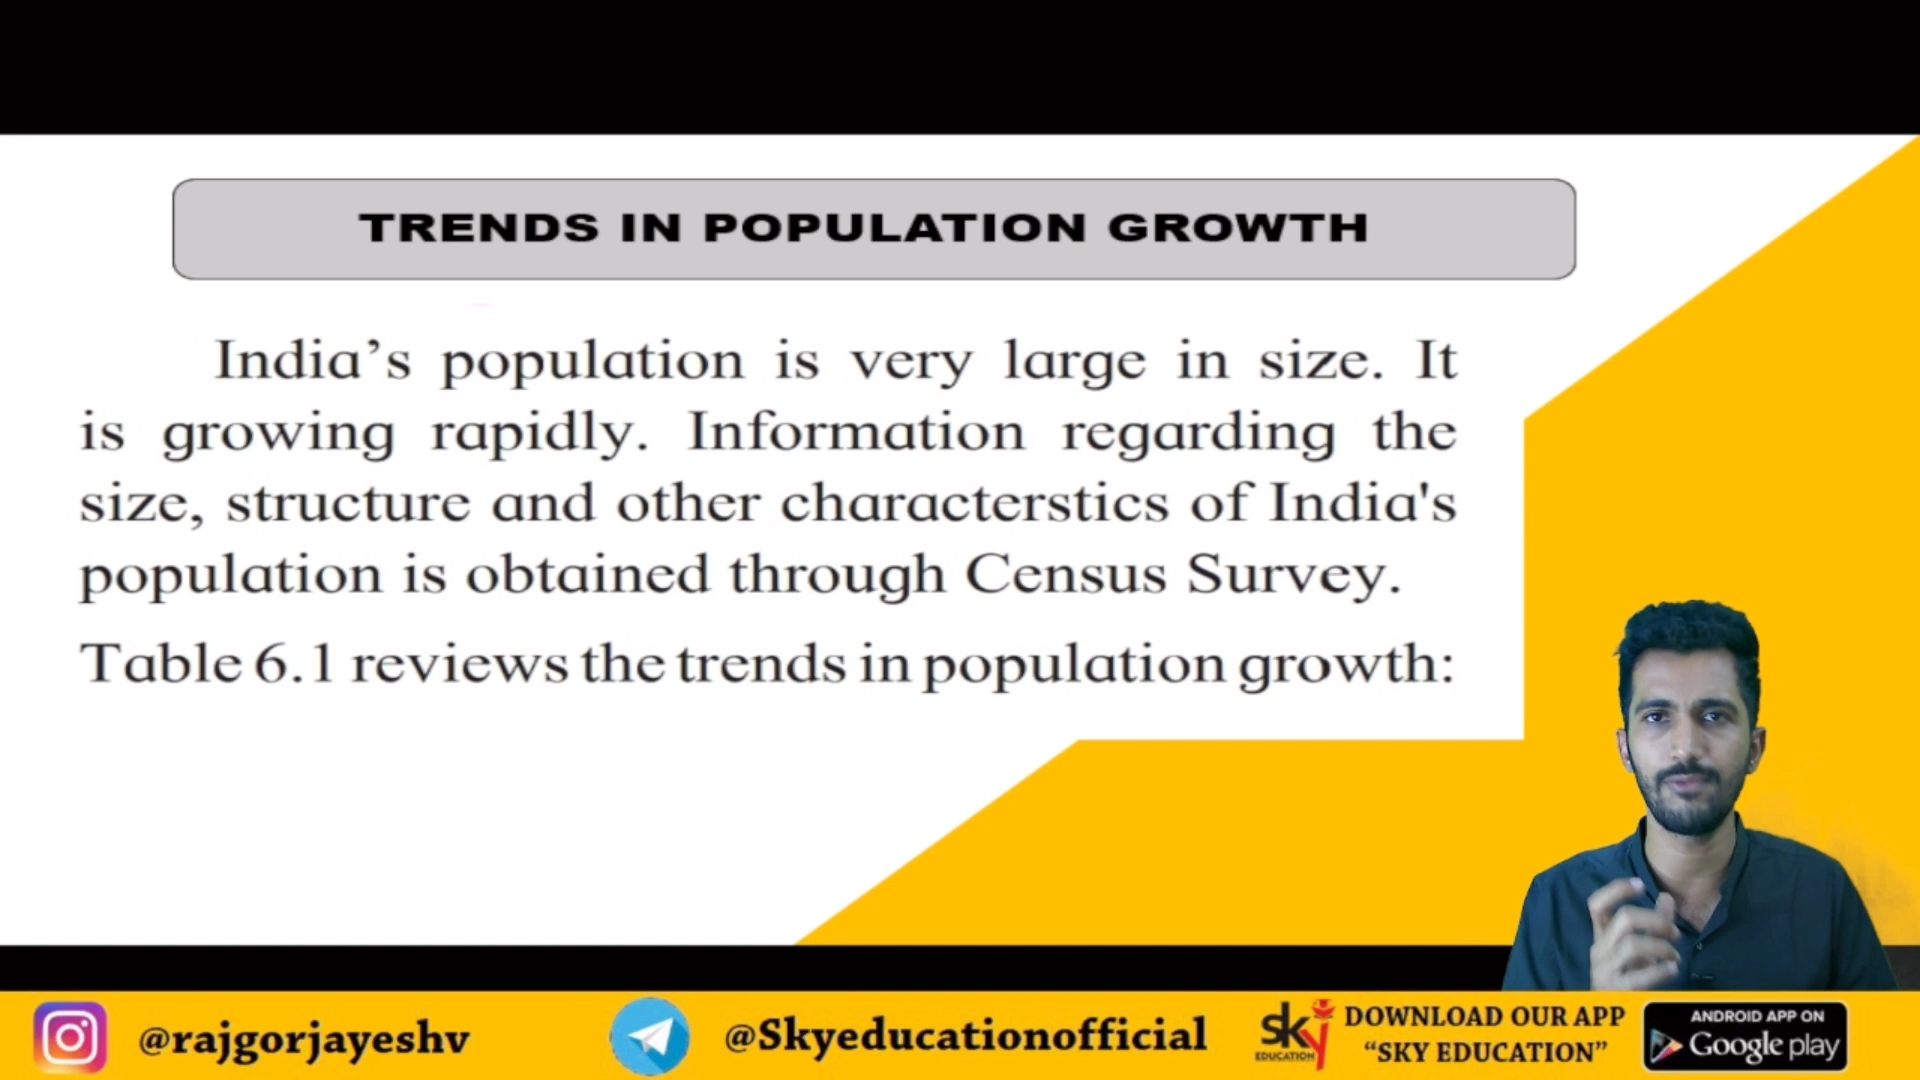 TRENDS IN POPULATION GROWTH
India’s population is very large in size. It
is growing rapidly. Information regarding the
size, structure and other characterstics of India's
population is obtained through Census Survey.
Table 6.1 reviews the trends in population growth:
@rajgorjayeshv
@Skyeducationofficial
sky
EDUCATION
DOWNLOAD OUR APP
“SKY EDUCATION”
ANDROID APP ON
Google play